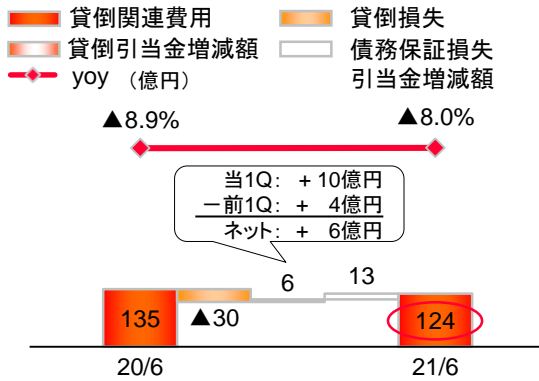 貸倒関連費用
貸倒損失
貸倒引当金増減額
債務保証損失
引当金増減額
yoy （億円）
▲8.9%
▲8.0%
当1Q: ＋10億円
－前1Q: ＋ 4億円
ネット: ＋ 6億円
6
13
135
▲30
124
20/6
21/6